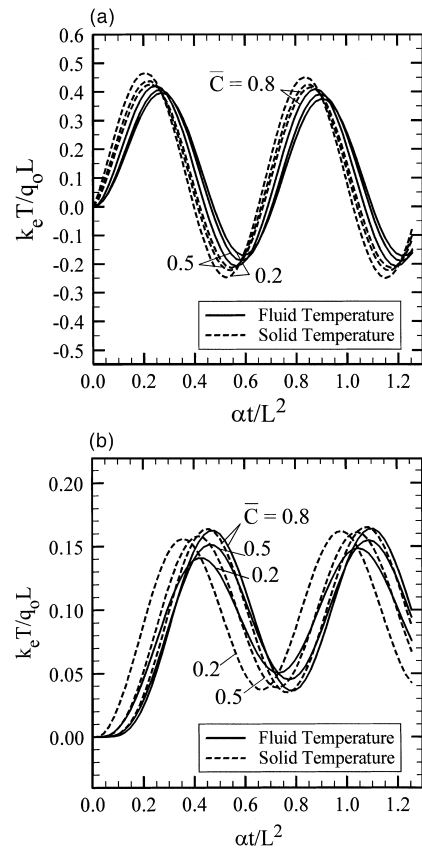 (a)
0.6
0.5
0.4
0.3
0.2
0.1
0.0
-0.1
-0.2
-0.3
-0.4
-0.5
k_eT/q_oL
C̅ = 0.8
0.5
0.2
Fluid Temperature
Solid Temperature
0.0 0.2 0.4 0.6 0.8 1.0 1.2
αt/L²
(b)
0.20
0.15
0.10
0.05
0.00
k_eT/q_oL
C̅ = 0.8
0.5
0.2
0.2
0.5
Fluid Temperature
Solid Temperature
0.0 0.2 0.4 0.6 0.8 1.0 1.2
αt/L²